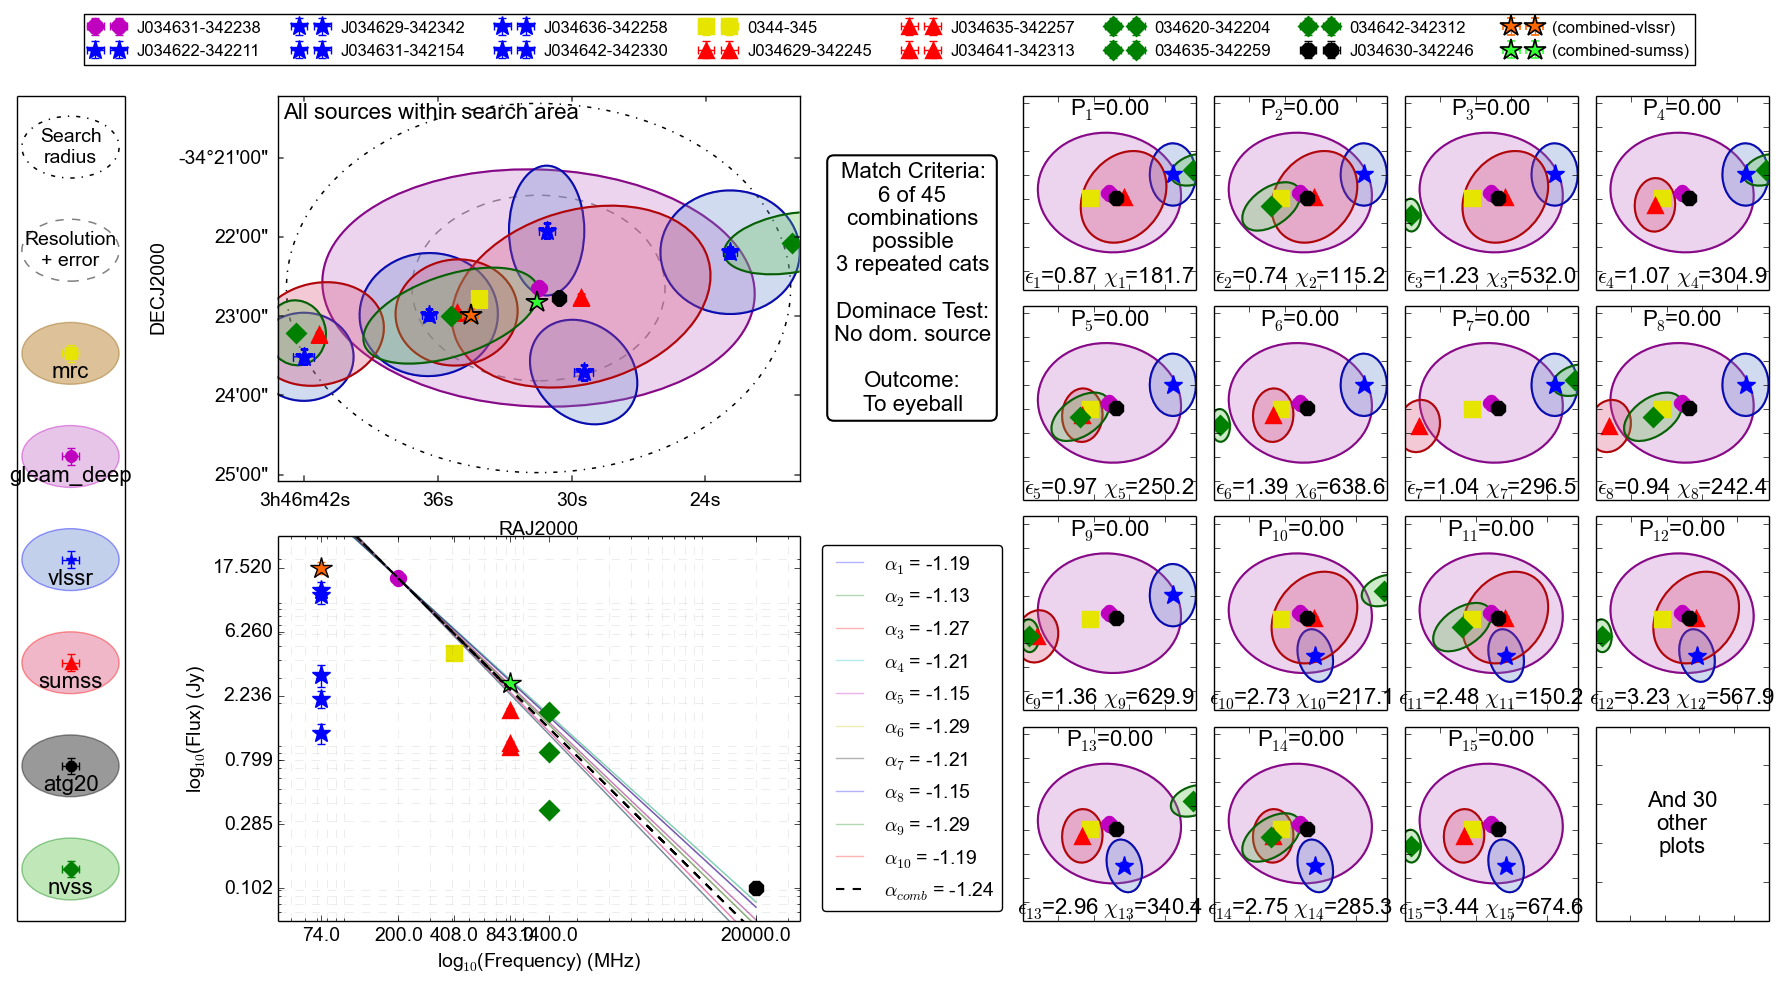 J034631-342238 J034629-342342 J034636-342258 0344-345 J034635-342257 034620-342204 034642-342312 (combined-vlssr)
J034622-342211 J034631-342154 J034642-342330 J034629-342245 J034641-342313 034635-342259 J034630-342246 (combined-sumss)
Search
radius
Resolution
+ error
mrc
gleam_deep
vlssr
sumss
atg20
nvss
All sources within search area
DECJ2000
-34°21'00"
22'00"
23'00"
24'00"
25'00"
3h46m42s 36s 30s 24s
RAJ2000
Match Criteria:
6 of 45
combinations
possible
3 repeated cats
Dominace Test:
No dom. source
Outcome:
To eyeball
log10(Flux) (Jy)
17.520
6.260
2.236
0.799
0.285
0.102
74.0 200.0 408.0 843.0 1400.0 20000.0
log10(Frequency) (MHz)
α1 = -1.19
α2 = -1.13
α3 = -1.27
α4 = -1.21
α5 = -1.15
α6 = -1.29
α7 = -1.21
α8 = -1.15
α9 = -1.29
α10 = -1.19
αcomb = -1.24
P1=0.00 P2=0.00 P3=0.00 P4=0.00
ϵ1=0.87 χ1=181.7 ϵ2=0.74 χ2=115.2 ϵ3=1.23 χ3=532.0 ϵ4=1.07 χ4=304.9
P5=0.00 P6=0.00 P7=0.00 P8=0.00
ϵ5=0.97 χ5=250.2 ϵ6=1.39 χ6=638.6 ϵ7=1.04 χ7=296.5 ϵ8=0.94 χ8=242.4
P9=0.00 P10=0.00 P11=0.00 P12=0.00
ϵ9=1.36 χ9=629.9 ϵ10=2.73 χ10=217.1 ϵ11=2.48 χ11=150.2 ϵ12=3.23 χ12=567.9
P13=0.00 P14=0.00 P15=0.00
ϵ13=2.96 χ13=340.4 ϵ14=2.75 χ14=285.3 ϵ15=3.44 χ15=674.6
And 30
other
plots